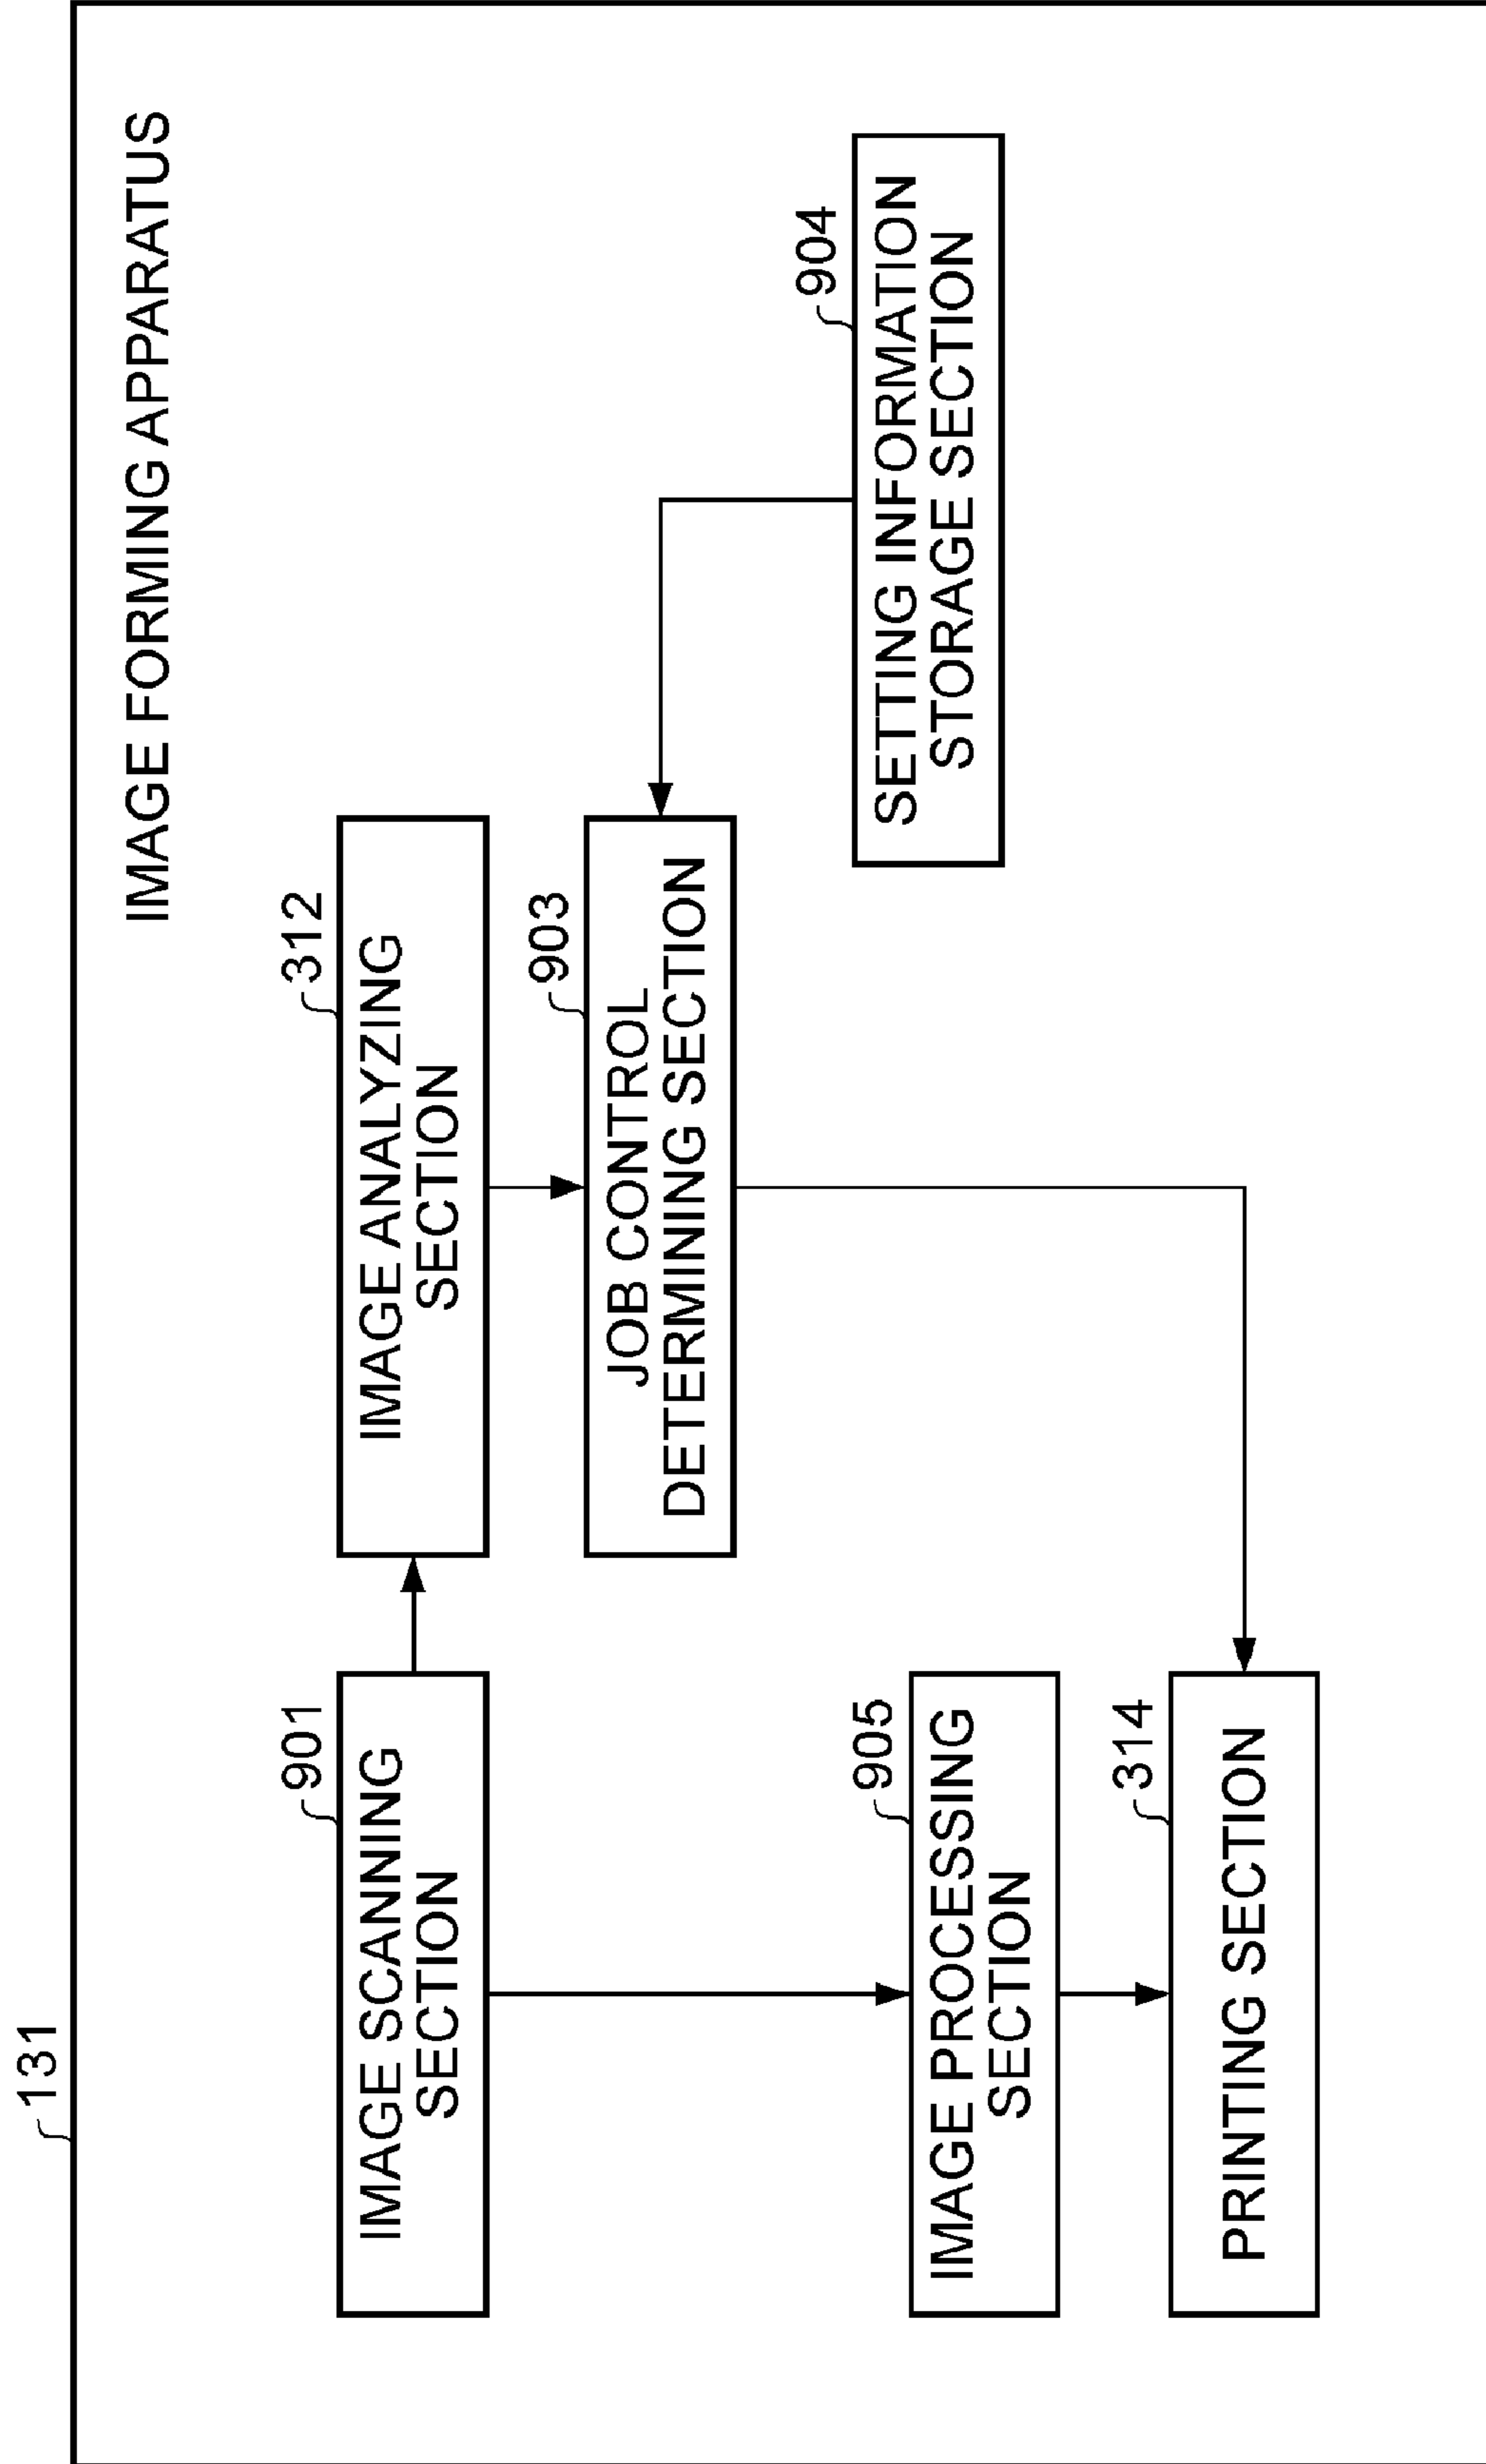 131
IMAGE FORMING APPARATUS
901
IMAGE SCANNING
SECTION
312
IMAGE ANALYZING
SECTION
903
JOB CONTROL
DETERMINING SECTION
904
SETTING INFORMATION
STORAGE SECTION
905
IMAGE PROCESSING
SECTION
314
PRINTING SECTION